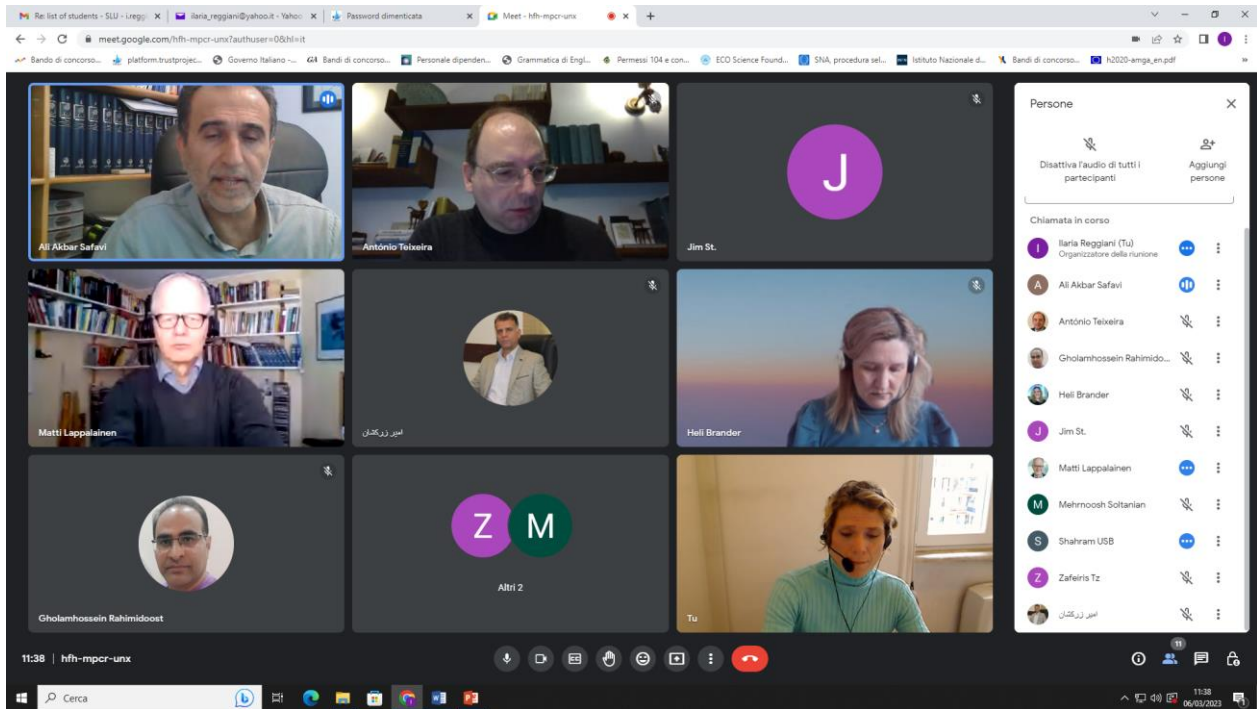 Re: list of students - SLU - i.reggi
ilaria_reggiani@yahoo.it - Yahoo
Password dimenticata
Meet - hfh-mpcr-unx
meet.google.com/hfh-mpcr-unx?authuser=0&hl=it
Bando di concorso...
platform.trustprojec...
Governo Italiano -...
Bandi di concorso...
Personale dipenden...
Grammatica di Engl...
Permessi 104 e con...
ECO Science Found...
SNA, procedura sel...
Istituto Nazionale d...
Bandi di concorso...
h2020-amga_en.pdf
Ali Akbar Safavi
António Teixeira
J
Jim St.
Matti Lappalainen
امیر زرکشان
Heli Brander
Gholamhossein Rahimidoost
Z M
Altri 2
Tu
Persone
Disattiva l'audio di tutti i
partecipanti
Aggiungi
persone
Chiamata in corso
I
Ilaria Reggiani (Tu)
Organizzatore della riunione
A
Ali Akbar Safavi
António Teixeira
Gholamhossein Rahimido...
Heli Brander
J
Jim St.
Matti Lappalainen
M
Mehrnoosh Soltanian
S
Shahram USB
Z
Zafeiris Tz
امیر زرکشان
11:38 | hfh-mpcr-unx
11
Cerca
11:38
06/03/2023